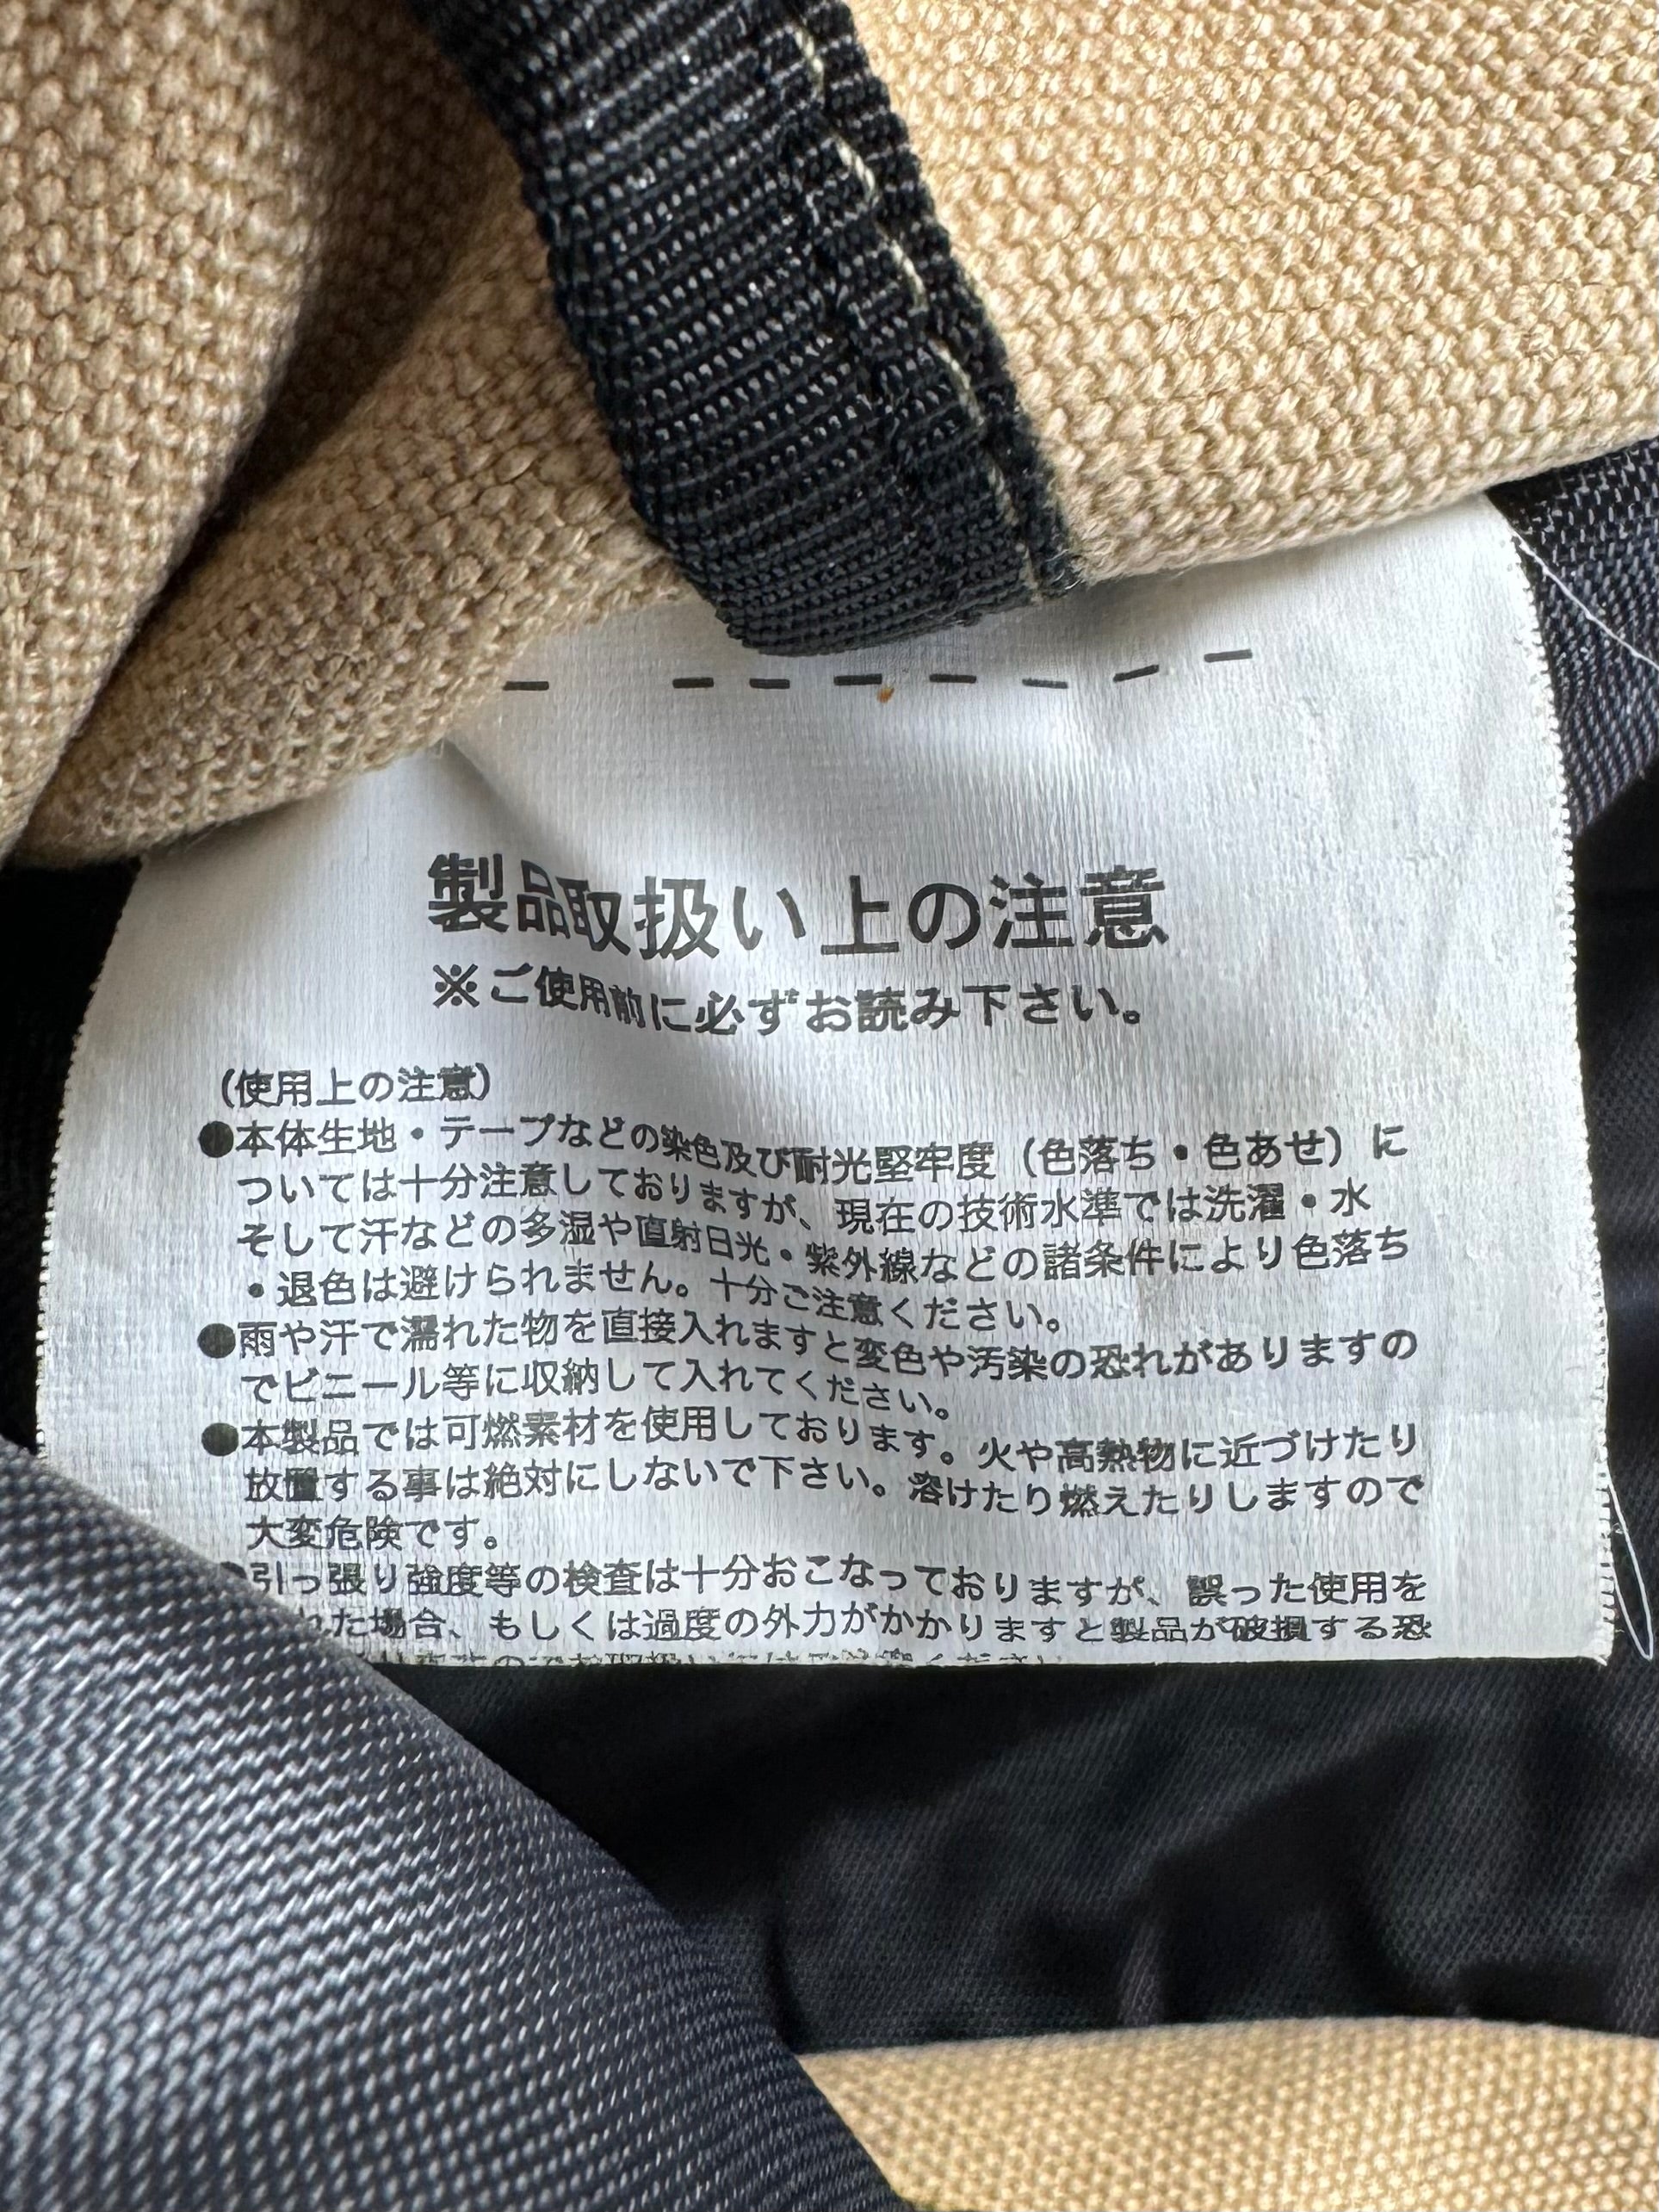 製品取扱い上の注意
※ご使用前に必ずお読み下さい。
(使用上の注意)
●本体生地・テープなどの染色及び耐光堅牢度(色落ち・色あせ)に
ついては十分注意しておりますが、現在の技術水準では洗濯・水
そして汗などの多湿や直射日光・紫外線などの諸条件により色落ち
・退色は避けられません。十分ご注意ください。
●雨や汗で濡れた物を直接入れますと変色や汚染の恐れがありますの
でビニール等に収納して入れてください。
●本製品では可燃素材を使用しております。火や高熱物に近づけたり
放置する事は絶対にしないで下さい。溶けたり燃えたりしますので
大変危険です。
●引っ張り強度等の検査は十分おこなっておりますが、誤った使用を
れた場合、もしくは過度の外力がかかりますと製品が破損する恐